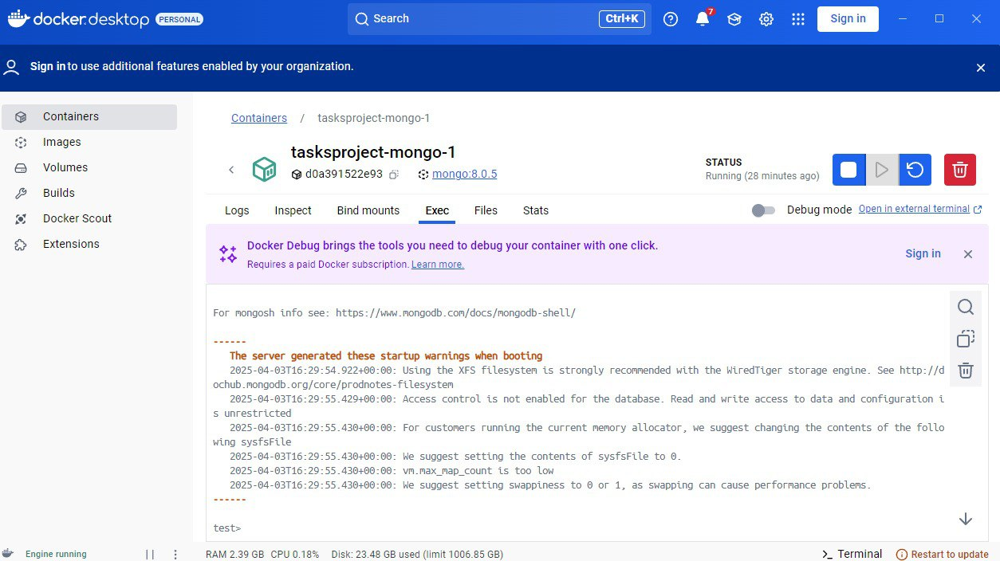 docker.desktop PERSONAL
Search Ctrl+K
7
Sign in
Sign in to use additional features enabled by your organization.
Containers
Images
Volumes
Builds
Docker Scout
Extensions
Containers / tasksproject-mongo-1
tasksproject-mongo-1
d0a391522e93 mongo:8.0.5
STATUS
Running (28 minutes ago)
Logs Inspect Bind mounts Exec Files Stats
Debug mode Open in external terminal
Docker Debug brings the tools you need to debug your container with one click.
Requires a paid Docker subscription. Learn more.
Sign in
For mongosh info see: https://www.mongodb.com/docs/mongodb-shell/
------
The server generated these startup warnings when booting
2025-04-03T16:29:54.922+00:00: Using the XFS filesystem is strongly recommended with the WiredTiger storage engine. See http://d
ochub.mongodb.org/core/prodnotes-filesystem
2025-04-03T16:29:55.429+00:00: Access control is not enabled for the database. Read and write access to data and configuration i
s unrestricted
2025-04-03T16:29:55.430+00:00: For customers running the current memory allocator, we suggest changing the contents of the follo
wing sysfsFile
2025-04-03T16:29:55.430+00:00: We suggest setting the contents of sysfsFile to 0.
2025-04-03T16:29:55.430+00:00: vm.max_map_count is too low
2025-04-03T16:29:55.430+00:00: We suggest setting swappiness to 0 or 1, as swapping can cause performance problems.
------
test>
Engine running
RAM 2.39 GB CPU 0.18% Disk: 23.48 GB used (limit 1006.85 GB)
>_ Terminal
Restart to update